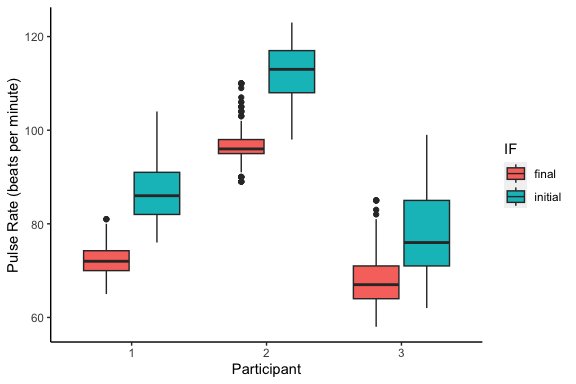 120
100
80
60
Pulse Rate (beats per minute)
1 2 3
Participant
IF
final
initial